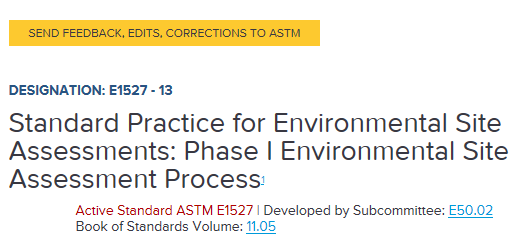 SEND FEEDBACK, EDITS, CORRECTIONS TO ASTM
DESIGNATION: E1527 - 13
Standard Practice for Environmental Site
Assessments: Phase I Environmental Site
Assessment Process1
Active Standard ASTM E1527 | Developed by Subcommittee: E50.02
Book of Standards Volume: 11.05